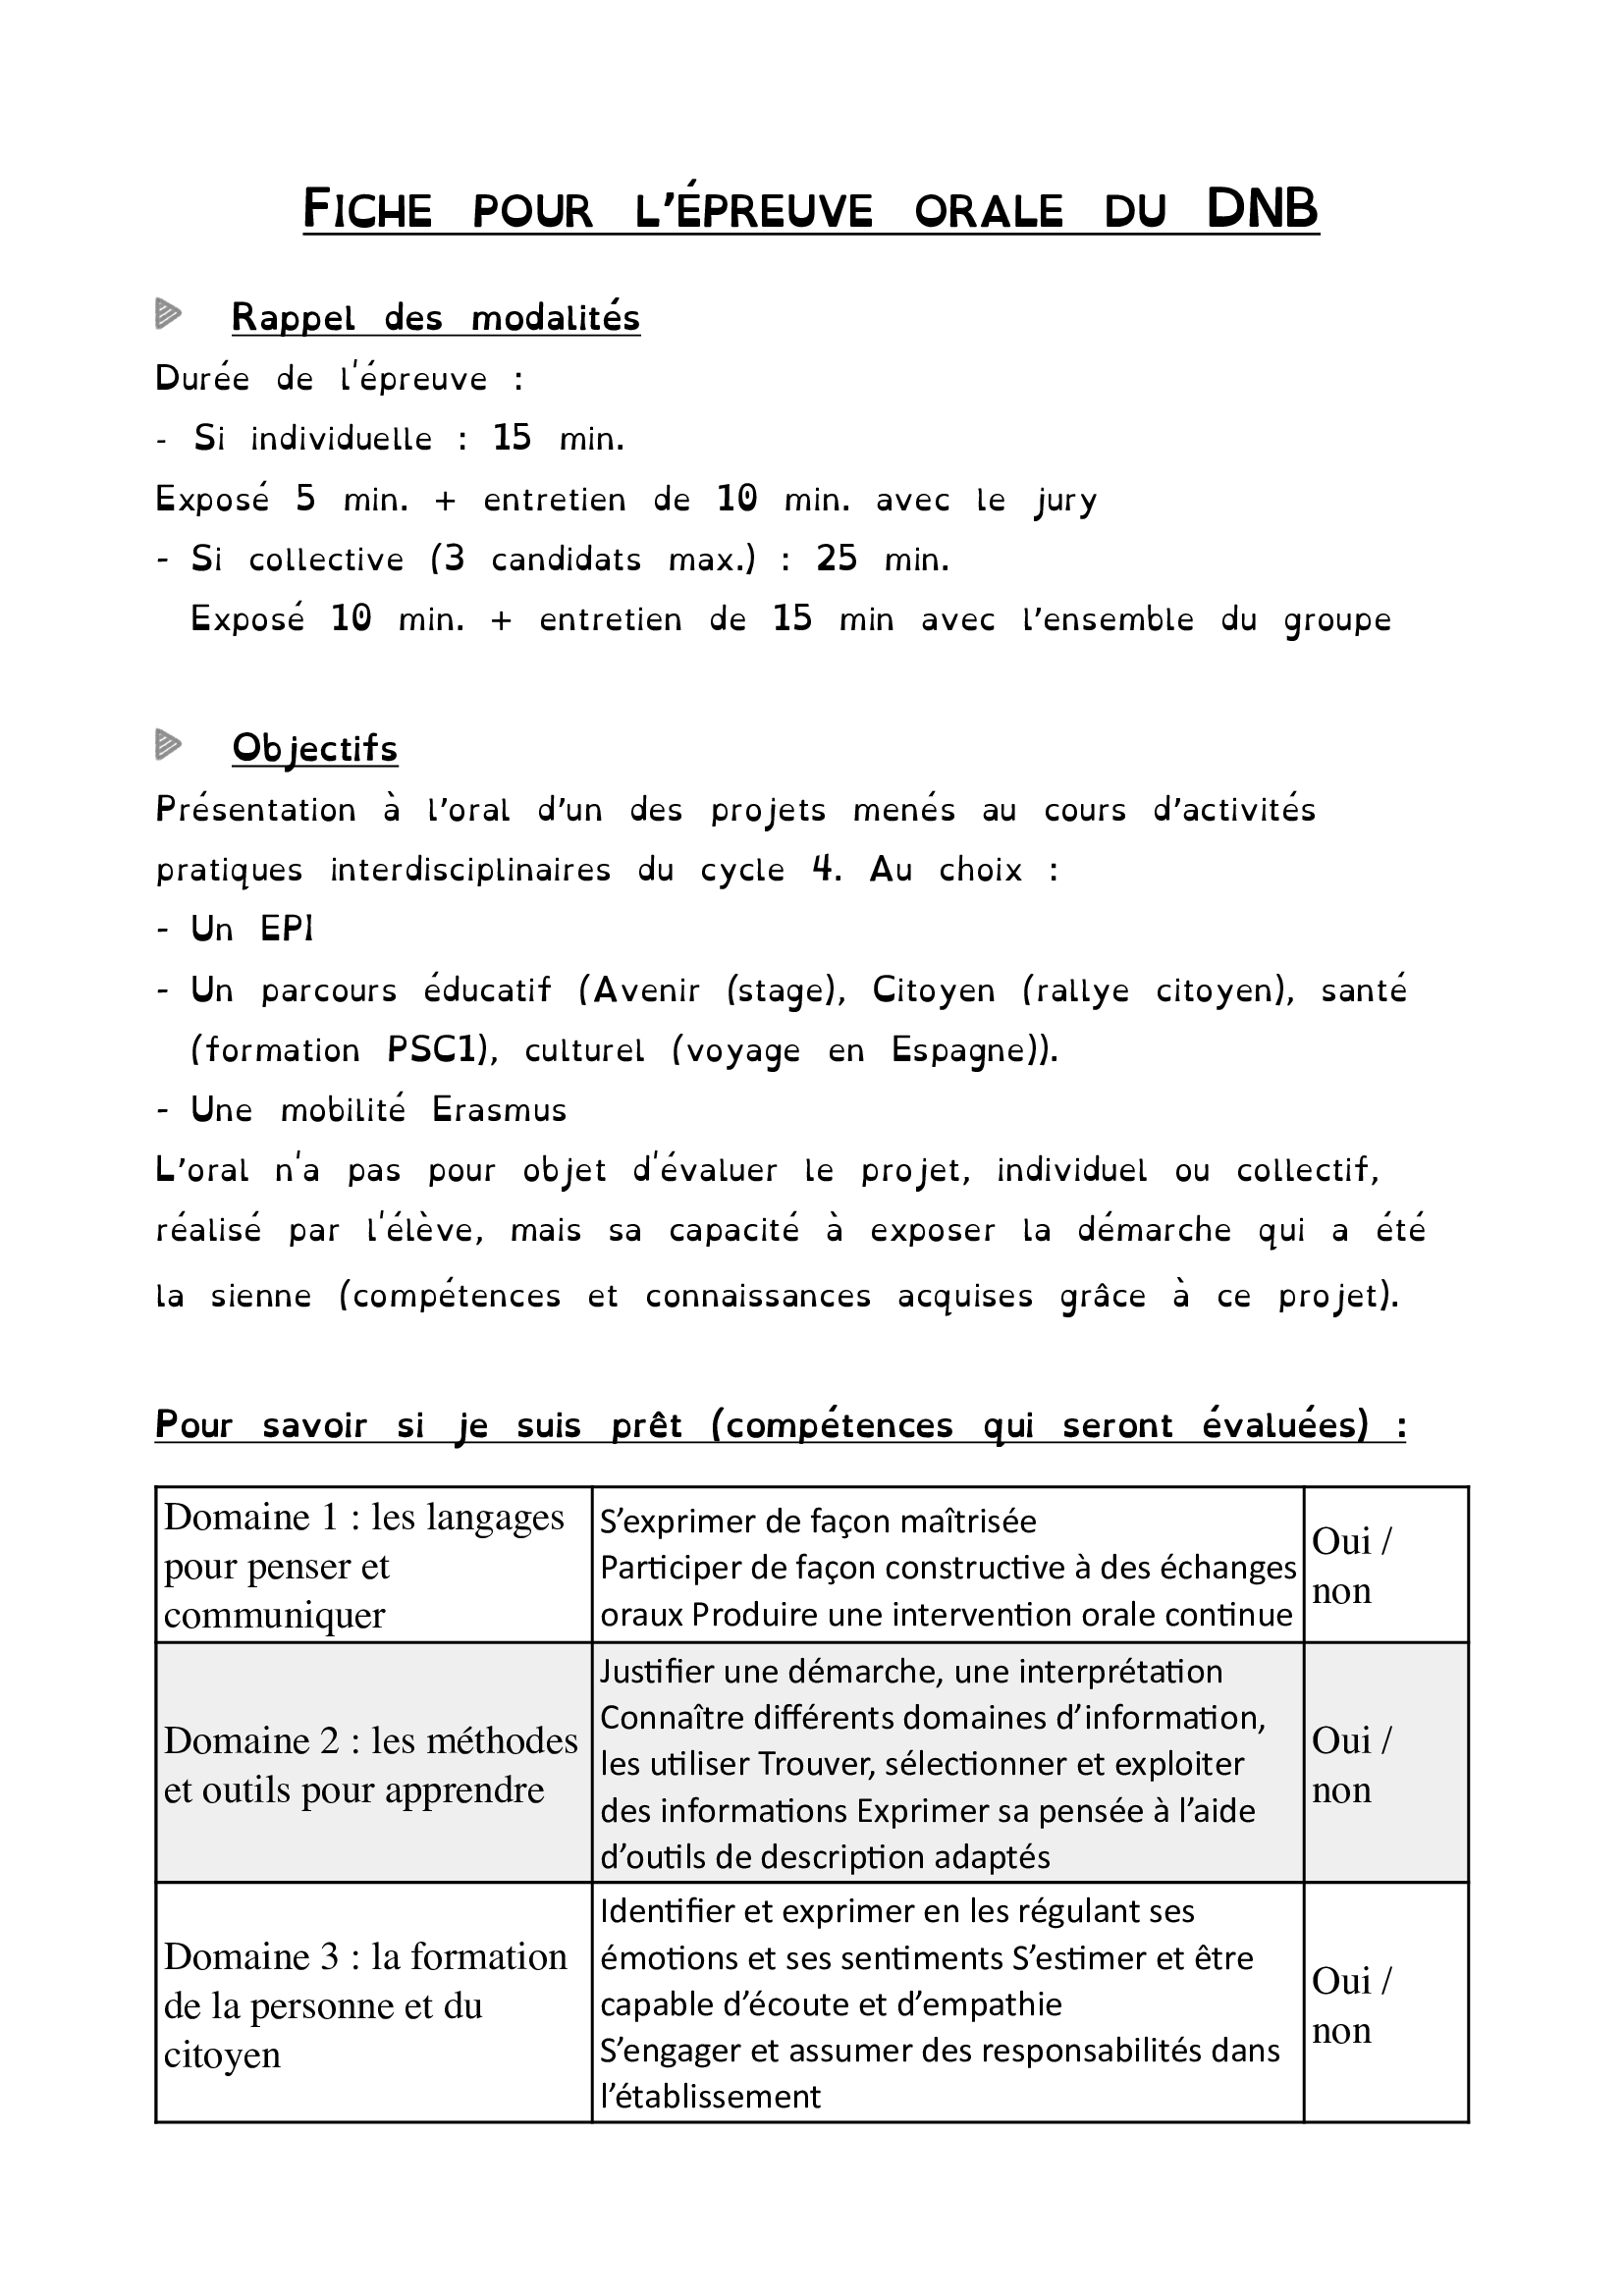 FICHE POUR L’ÉPREUVE ORALE DU DNB
Rappel des modalités
Durée de l'épreuve :
- Si individuelle : 15 min.
Exposé 5 min. + entretien de 10 min. avec le jury
- Si collective (3 candidats max.) : 25 min.
Exposé 10 min. + entretien de 15 min avec l’ensemble du groupe
Objectifs
Présentation à l’oral d’un des projets menés au cours d’activités
pratiques interdisciplinaires du cycle 4. Au choix :
- Un EPI
- Un parcours éducatif (Avenir (stage), Citoyen (rallye citoyen), santé
(formation PSC1), culturel (voyage en Espagne)).
- Une mobilité Erasmus
L’oral n'a pas pour objet d'évaluer le projet, individuel ou collectif,
réalisé par l'élève, mais sa capacité à exposer la démarche qui a été
la sienne (compétences et connaissances acquises grâce à ce projet).
Pour savoir si je suis prêt (compétences qui seront évaluées) :
Domaine 1 : les langages
pour penser et
communiquer
S’exprimer de façon maîtrisée
Participer de façon constructive à des échanges
oraux Produire une intervention orale continue
Oui /
non
Domaine 2 : les méthodes
et outils pour apprendre
Justifier une démarche, une interprétation
Connaître différents domaines d’information,
les utiliser Trouver, sélectionner et exploiter
des informations Exprimer sa pensée à l’aide
d’outils de description adaptés
Oui /
non
Domaine 3 : la formation
de la personne et du
citoyen
Identifier et exprimer en les régulant ses
émotions et ses sentiments S’estimer et être
capable d’écoute et d’empathie
S’engager et assumer des responsabilités dans
l’établissement
Oui /
non